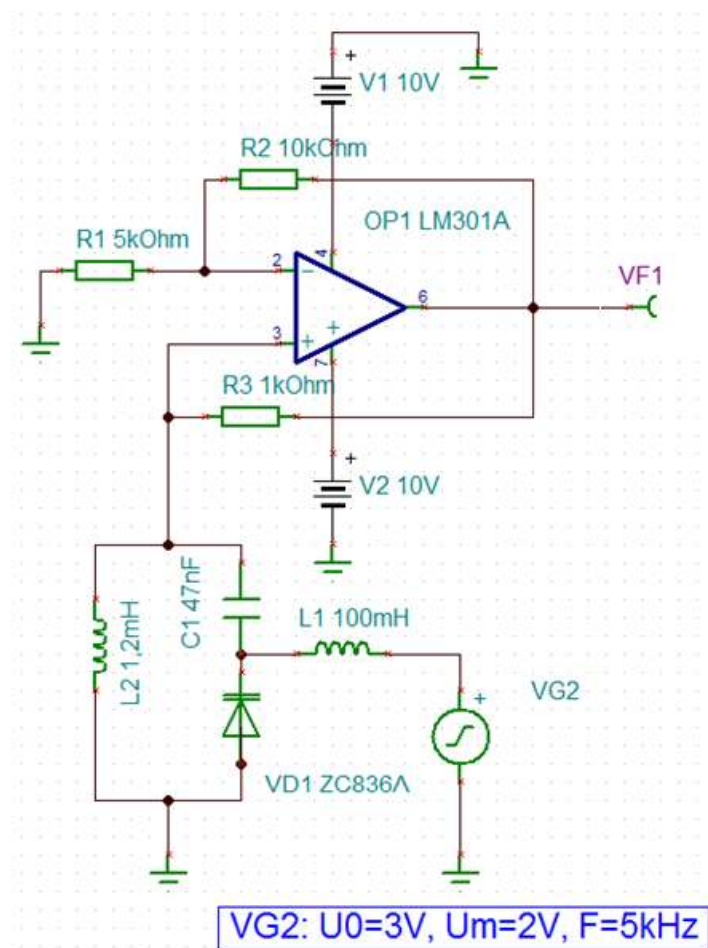 V1 10V
R2 10kOhm
OP1 LM301A
R1 5kOhm
VF1
2
4
6
3
7
R3 1kOhm
V2 10V
C1 47nF
L1 100mH
L2 1,2mH
VG2
VD1 ZC836A
VG2: U0=3V, Um=2V, F=5kHz